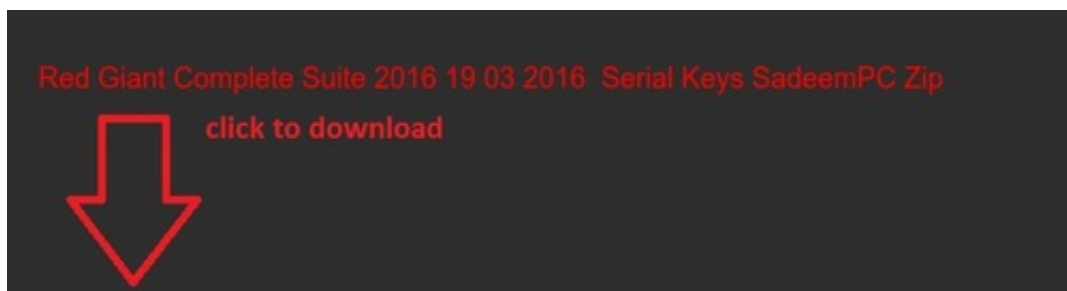 Red Giant Complete Suite 2016 19 03 2016  Serial Keys SadeemPC Zip
click to download